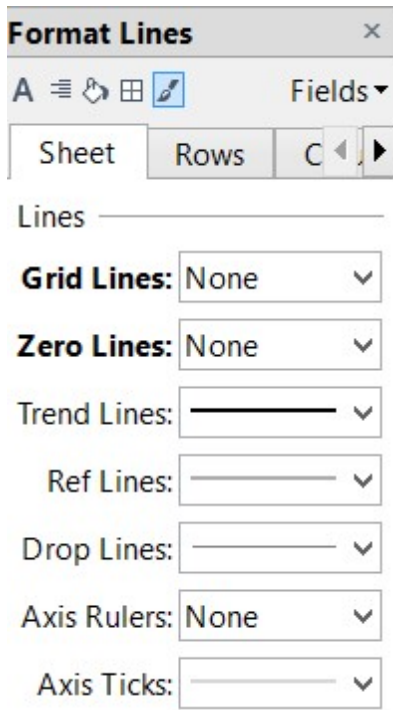 Format Lines
A Fields
Sheet Rows C
Lines
Grid Lines: None
Zero Lines: None
Trend Lines:
Ref Lines:
Drop Lines:
Axis Rulers: None
Axis Ticks: